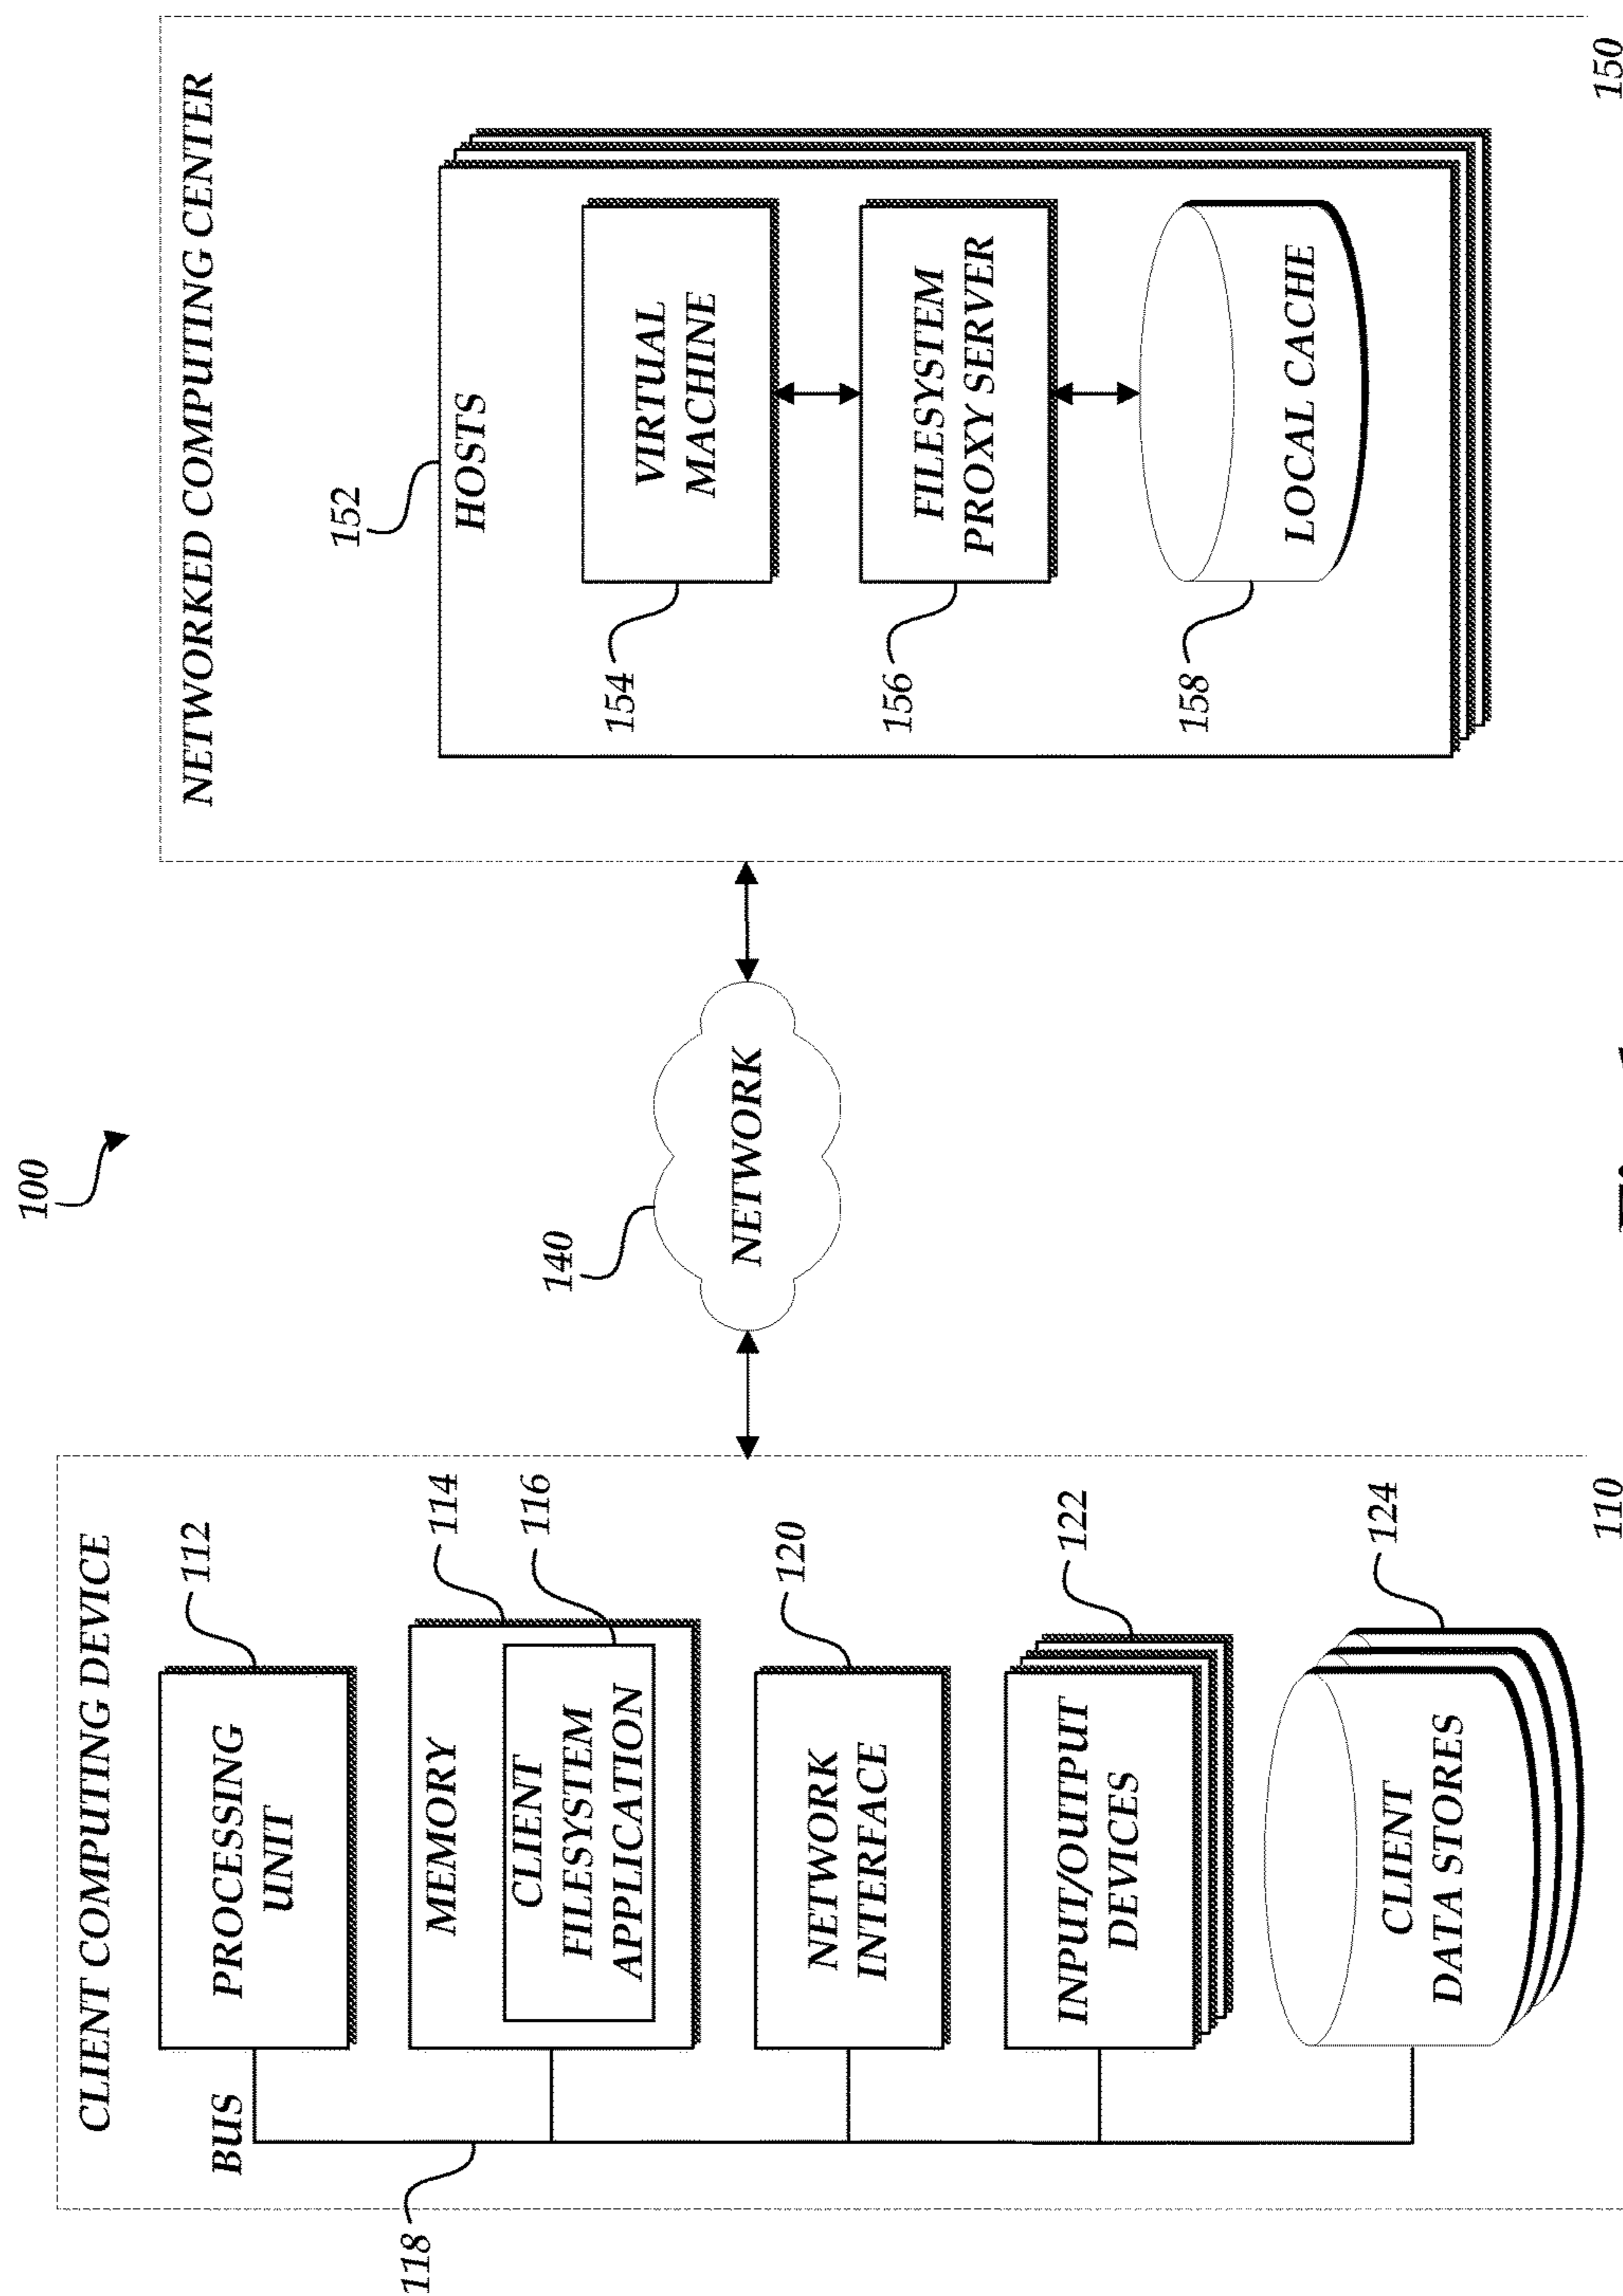 100
CLIENT COMPUTING DEVICE
BUS
118
PROCESSING
UNIT
112
MEMORY
114
CLIENT
FILESYSTEM
APPLICATION
116
NETWORK
INTERFACE
120
INPUT/OUTPUT
DEVICES
122
CLIENT
DATA STORES
124
110
140
NETWORK
NETWORKED COMPUTING CENTER
152
HOSTS
VIRTUAL
MACHINE
154
FILESYSTEM
PROXY SERVER
156
LOCAL CACHE
158
150